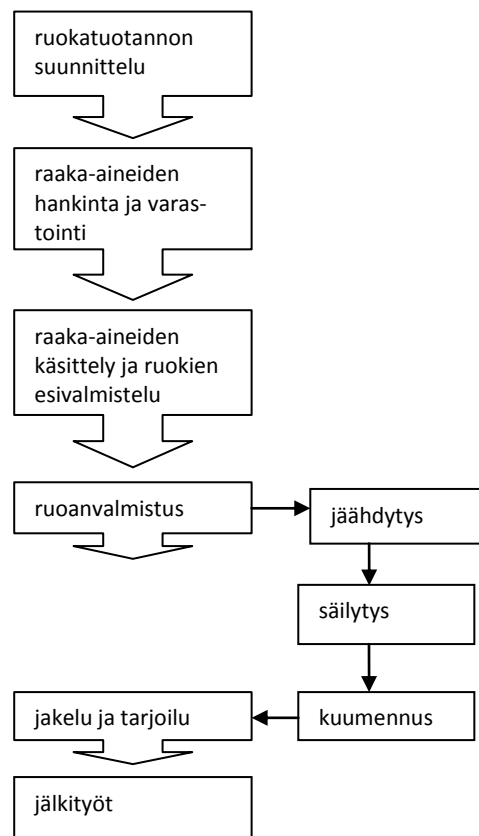 ruokatuotannon
suunnittelu
raaka-aineiden
hankinta ja varas-
tointi
raaka-aineiden
käsittely ja ruokien
esivalmistelu
ruoanvalmistus
jäähdytys
säilytys
kuumennus
jakelu ja tarjoilu
jälkityöt